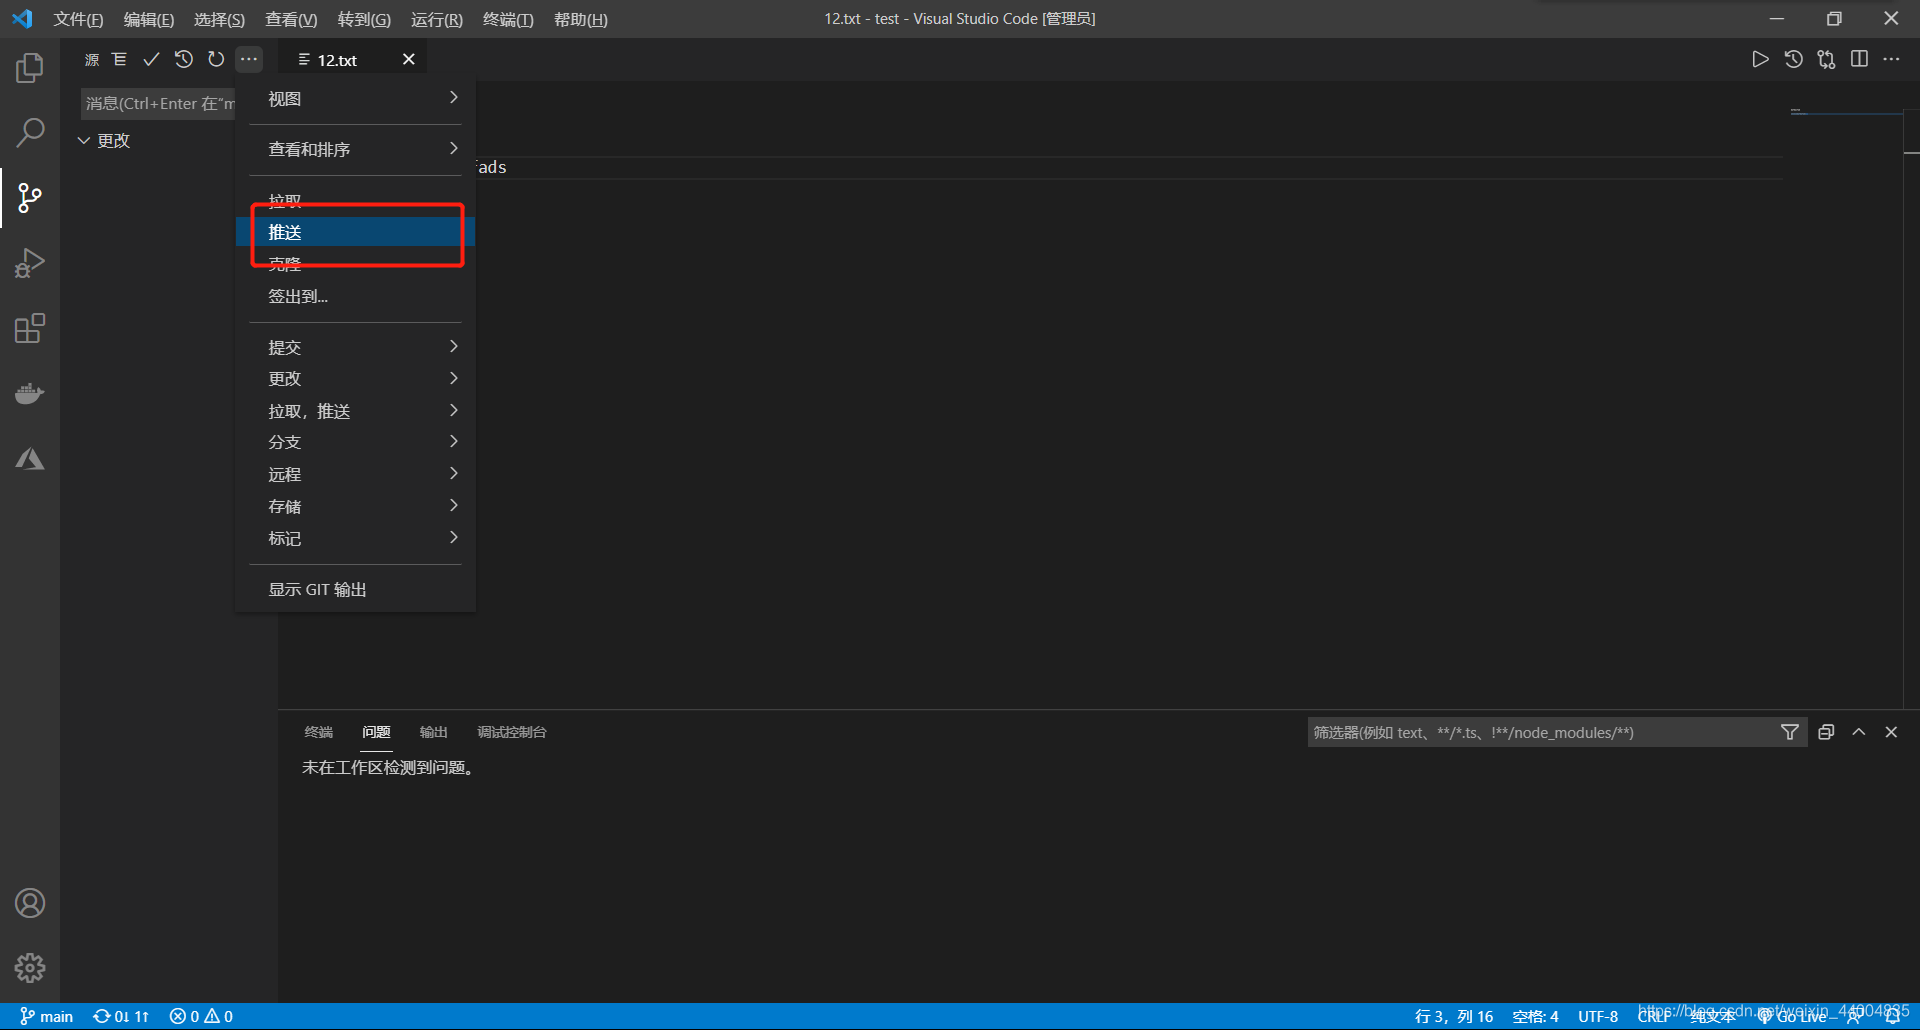 文件(F) 编辑(E) 选择(S) 查看(V) 转到(G) 运行(R) 终端(T) 帮助(H)
12.txt - test - Visual Studio Code [管理员]
源
12.txt
消息(Ctrl+Enter 在“m
更改
视图
查看和排序
拉取
推送
克隆
签出到...
提交
更改
拉取，推送
分支
远程
存储
标记
显示 GIT 输出
fads
终端 问题 输出 调试控制台
筛选器(例如 text、**/*.ts、!**/node_modules/**)
未在工作区检测到问题。
main 0↓ 1↑ 0 0
行 3，列 16 空格: 4 UTF-8 CRLF 纯文本 Go Live
https://blog.csdn.net/weixin_44004835